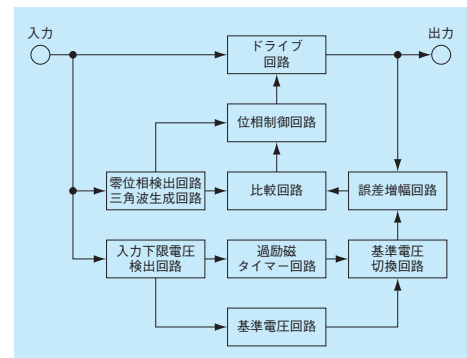 入力
出力
ドライブ
回路
位相制御回路
零位相検出回路
三角波生成回路
比較回路
誤差増幅回路
入力下限電圧
検出回路
過励磁
タイマー回路
基準電圧
切換回路
基準電圧回路